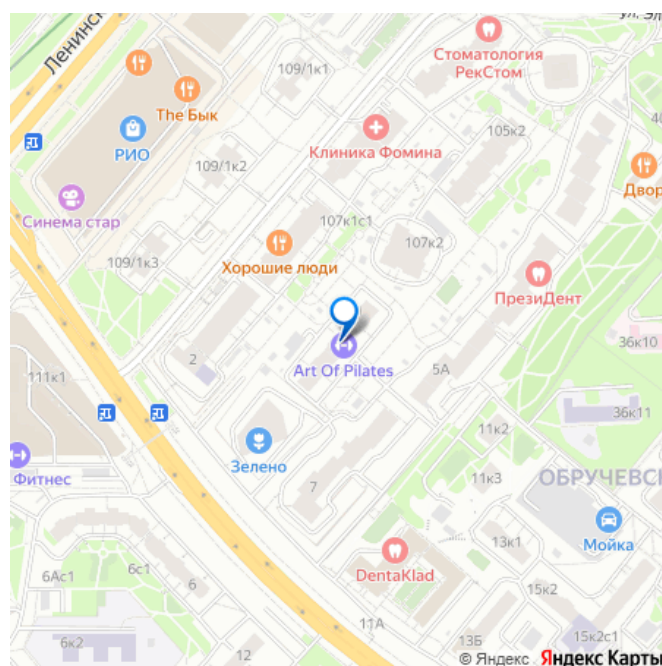 ул. Эл
Ленинск
109/1к1
Стоматология
РекСтом
The Бык
РИО
Клиника Фомина
105к2
109/1к2
Двор
Синема стар
107к1с1
107к2
Хорошие люди
109/1к3
ПрезиДент
36к10
2
Art Of Pilates
5А
111к1
36к11
11к2
Зелено
Фитнес
11к3
7
ОБРУЧЕВСК
Мойка
13к1
DentaKlad
6Ас1
6с1
6
15к2
11А
6к2
12
13Б
15к2с1
© Яндекс Яндекс Карты